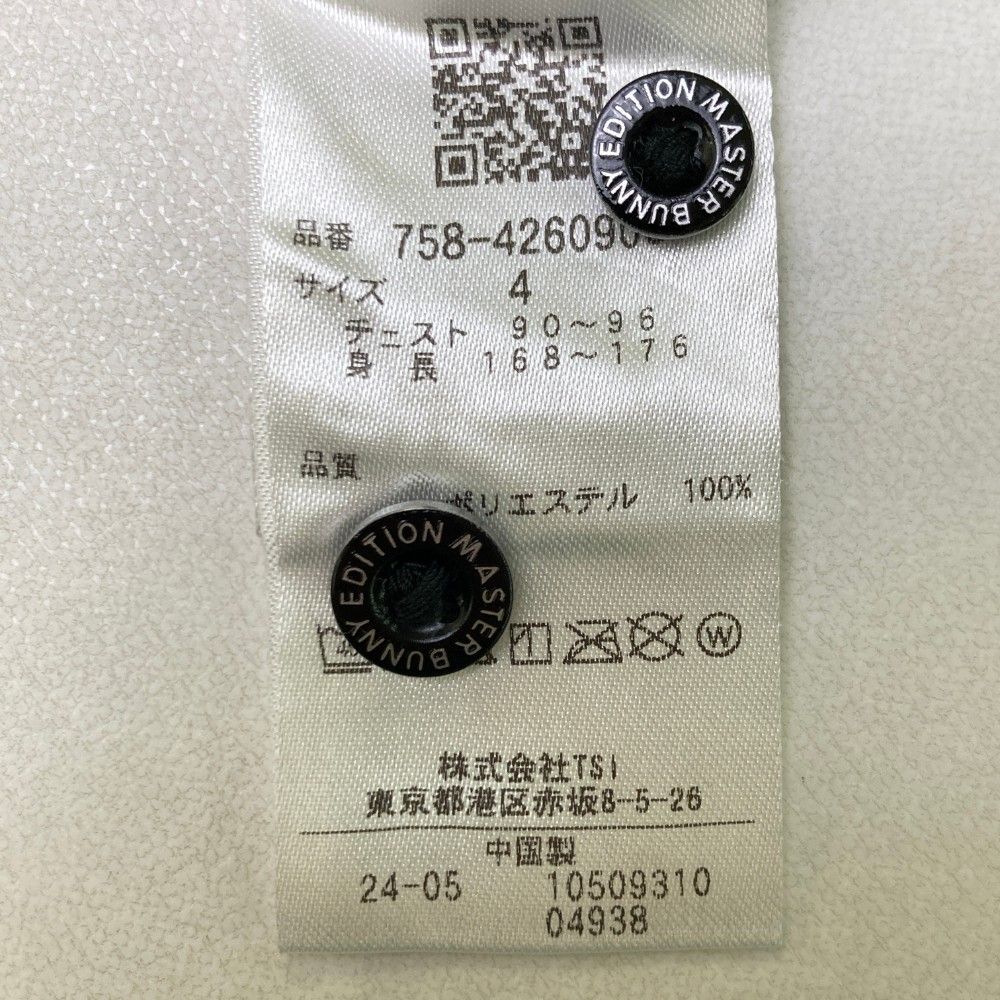 EDITION MASTER BUNNY
品番 758-426090
サイズ 4
チェスト 90～96
身長 168～176
品質
ポリエステル 100%
EDITION MASTER BUNNY
W
株式会社TSI
東京都港区赤坂8-5-26
中国製
24-05 10509310
04938